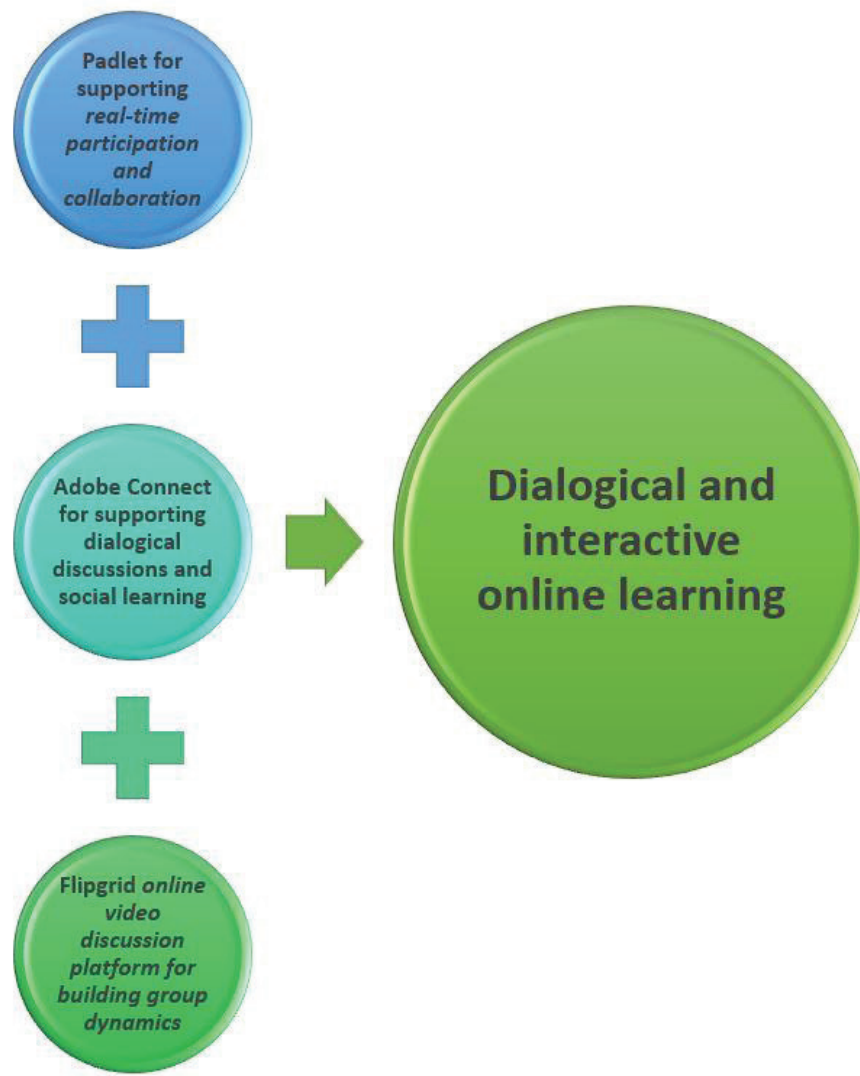 Padlet for
supporting
real-time
participation
and
collaboration
Adobe Connect
for supporting
dialogical
discussions and
social learning
Dialogical and
interactive
online learning
Flipgrid online
video
discussion
platform for
building group
dynamics